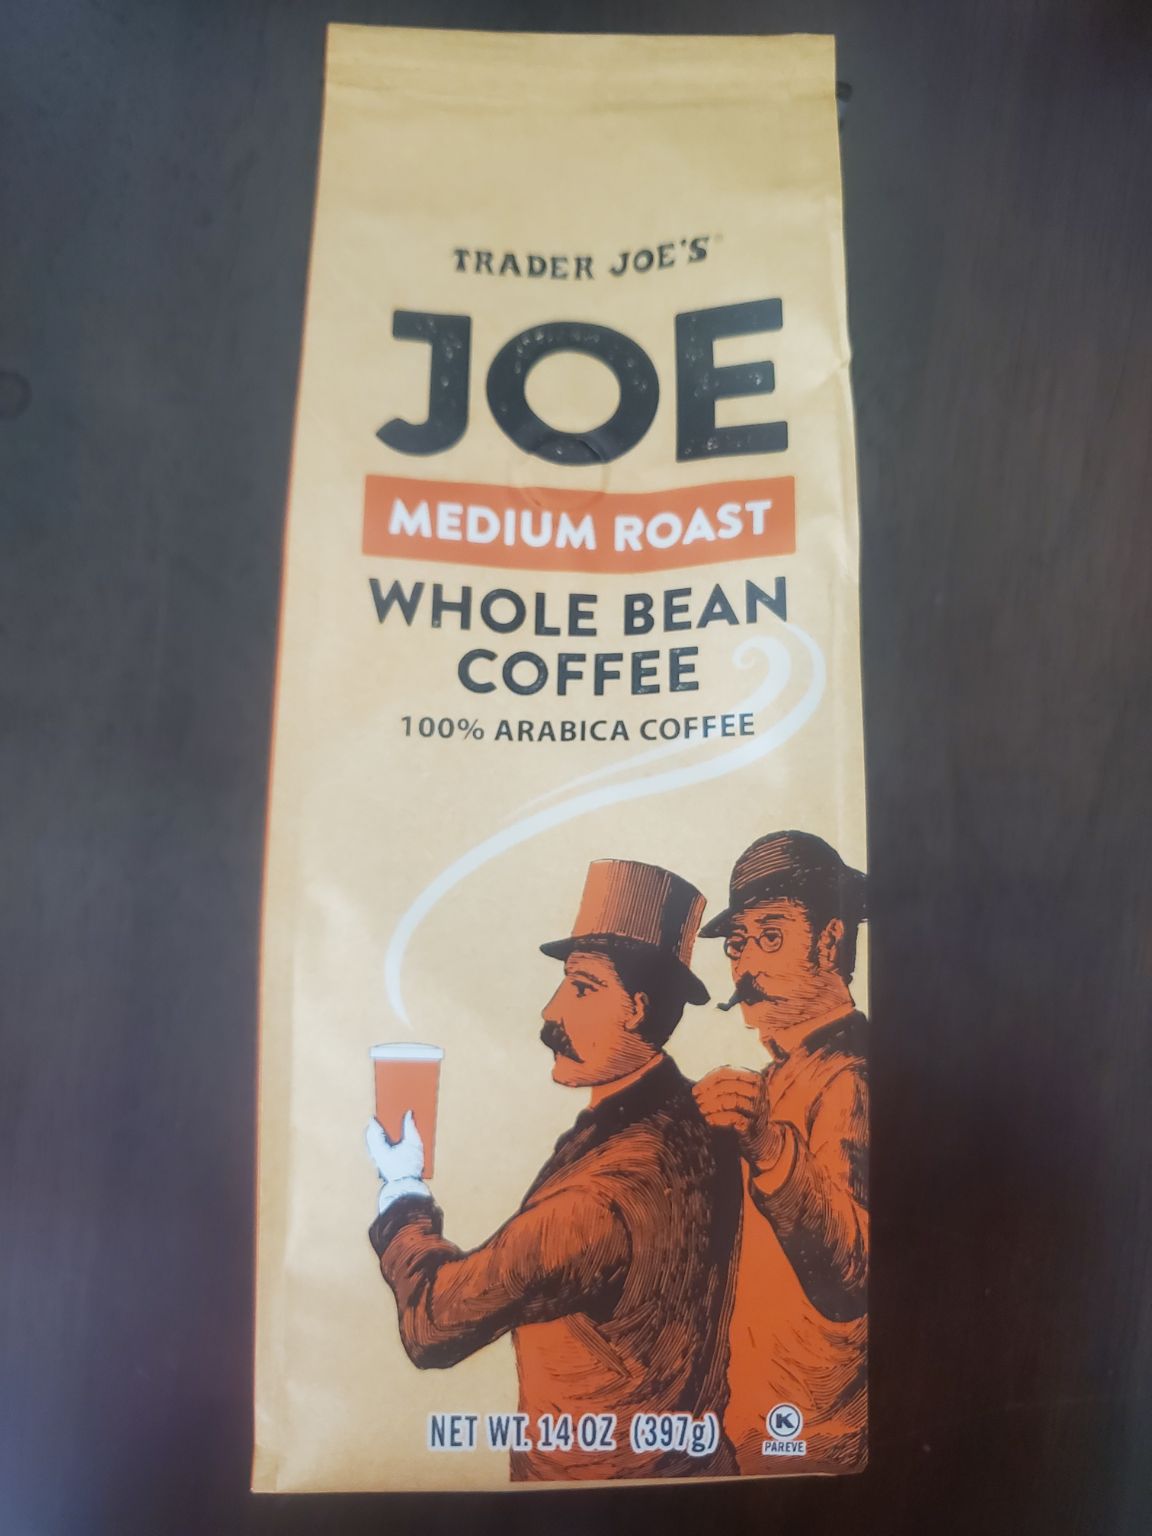 TRADER JOE'S
JOE
MEDIUM ROAST
WHOLE BEAN
COFFEE
100% ARABICA COFFEE
NET WT. 14 OZ (397g)
K
PAREVE